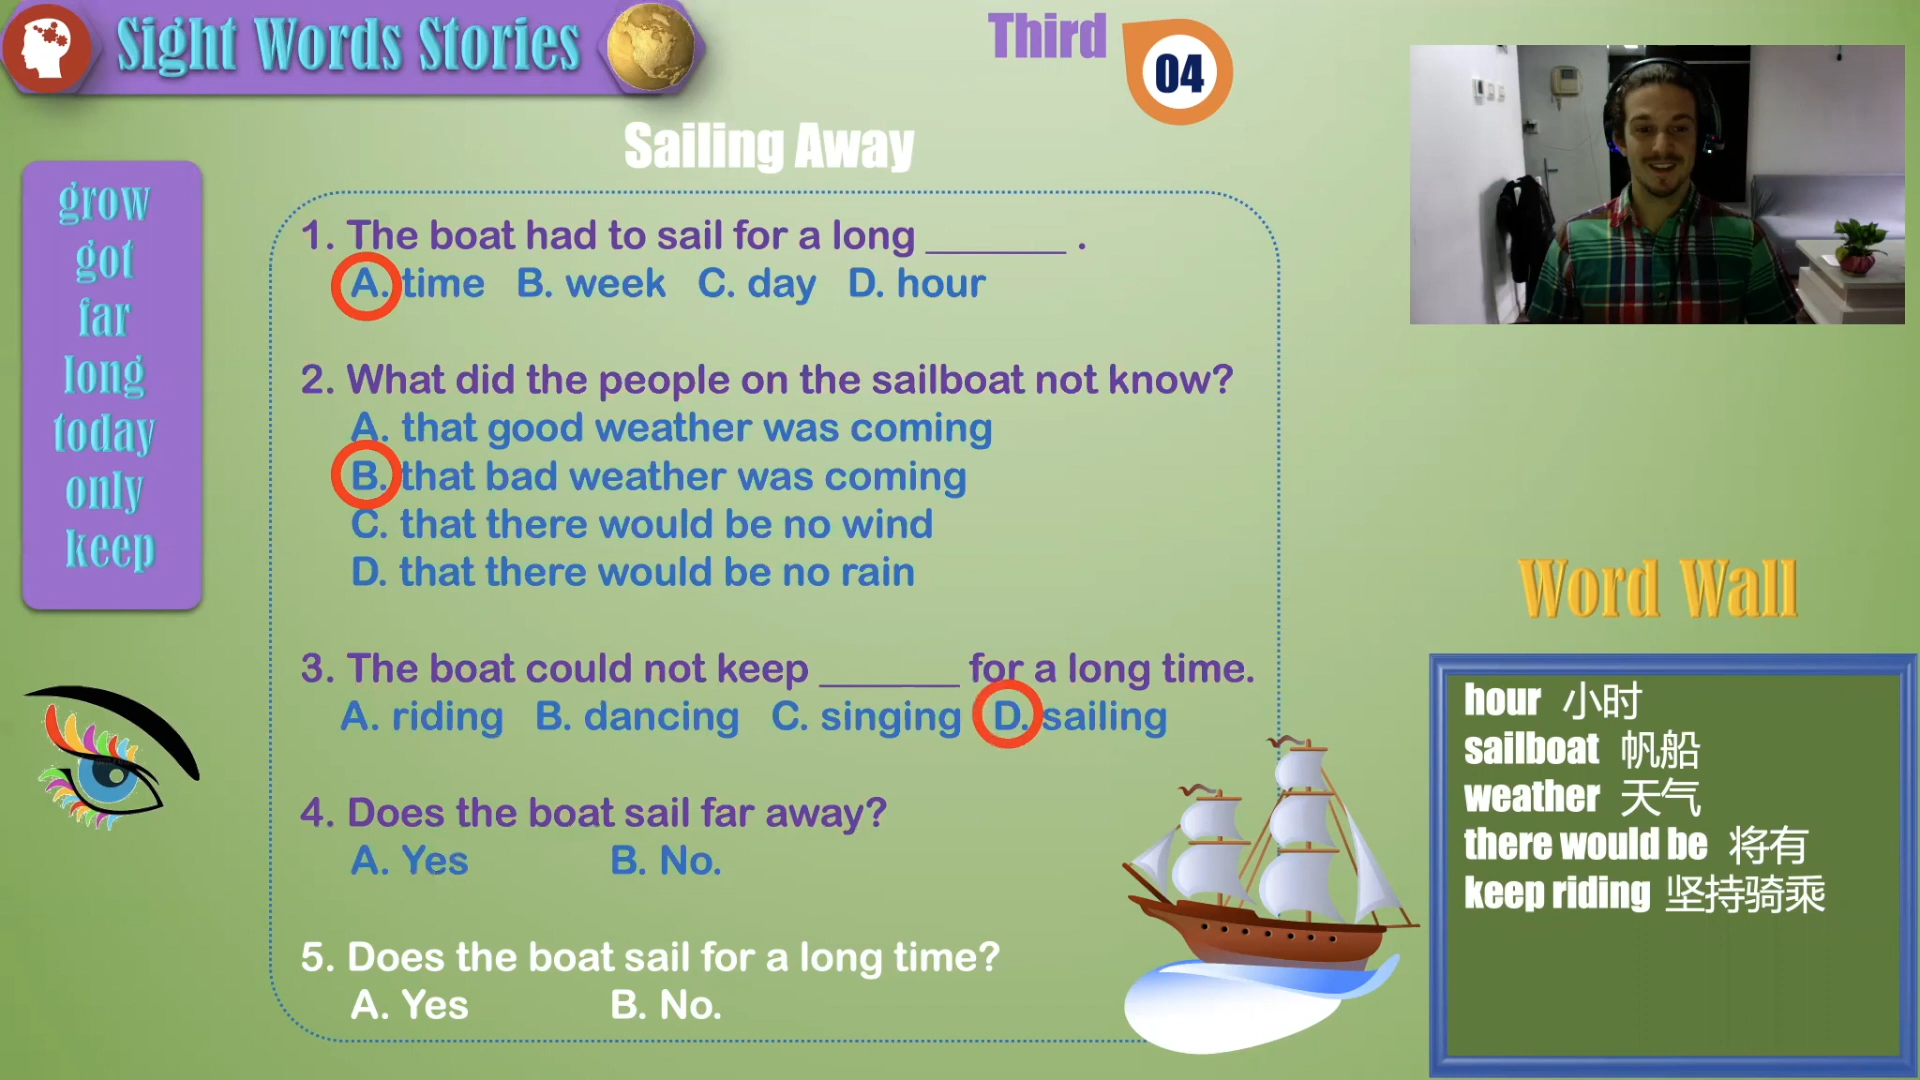 Sight Words Stories
Third
04
Sailing Away
grow
got
far
long
today
only
keep
1. The boat had to sail for a long _______ .
A. time B. week C. day D. hour
2. What did the people on the sailboat not know?
A. that good weather was coming
B. that bad weather was coming
C. that there would be no wind
D. that there would be no rain
3. The boat could not keep _______ for a long time.
A. riding B. dancing C. singing D. sailing
4. Does the boat sail far away?
A. Yes B. No.
5. Does the boat sail for a long time?
A. Yes B. No.
Word Wall
hour 小时
sailboat 帆船
weather 天气
there would be 将有
keep riding 坚持骑乘